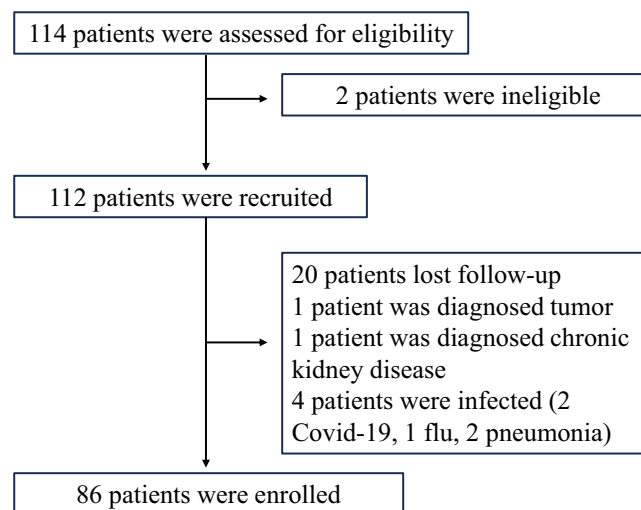 114 patients were assessed for eligibility
2 patients were ineligible
112 patients were recruited
20 patients lost follow-up
1 patient was diagnosed tumor
1 patient was diagnosed chronic
kidney disease
4 patients were infected (2
Covid-19, 1 flu, 2 pneumonia)
86 patients were enrolled